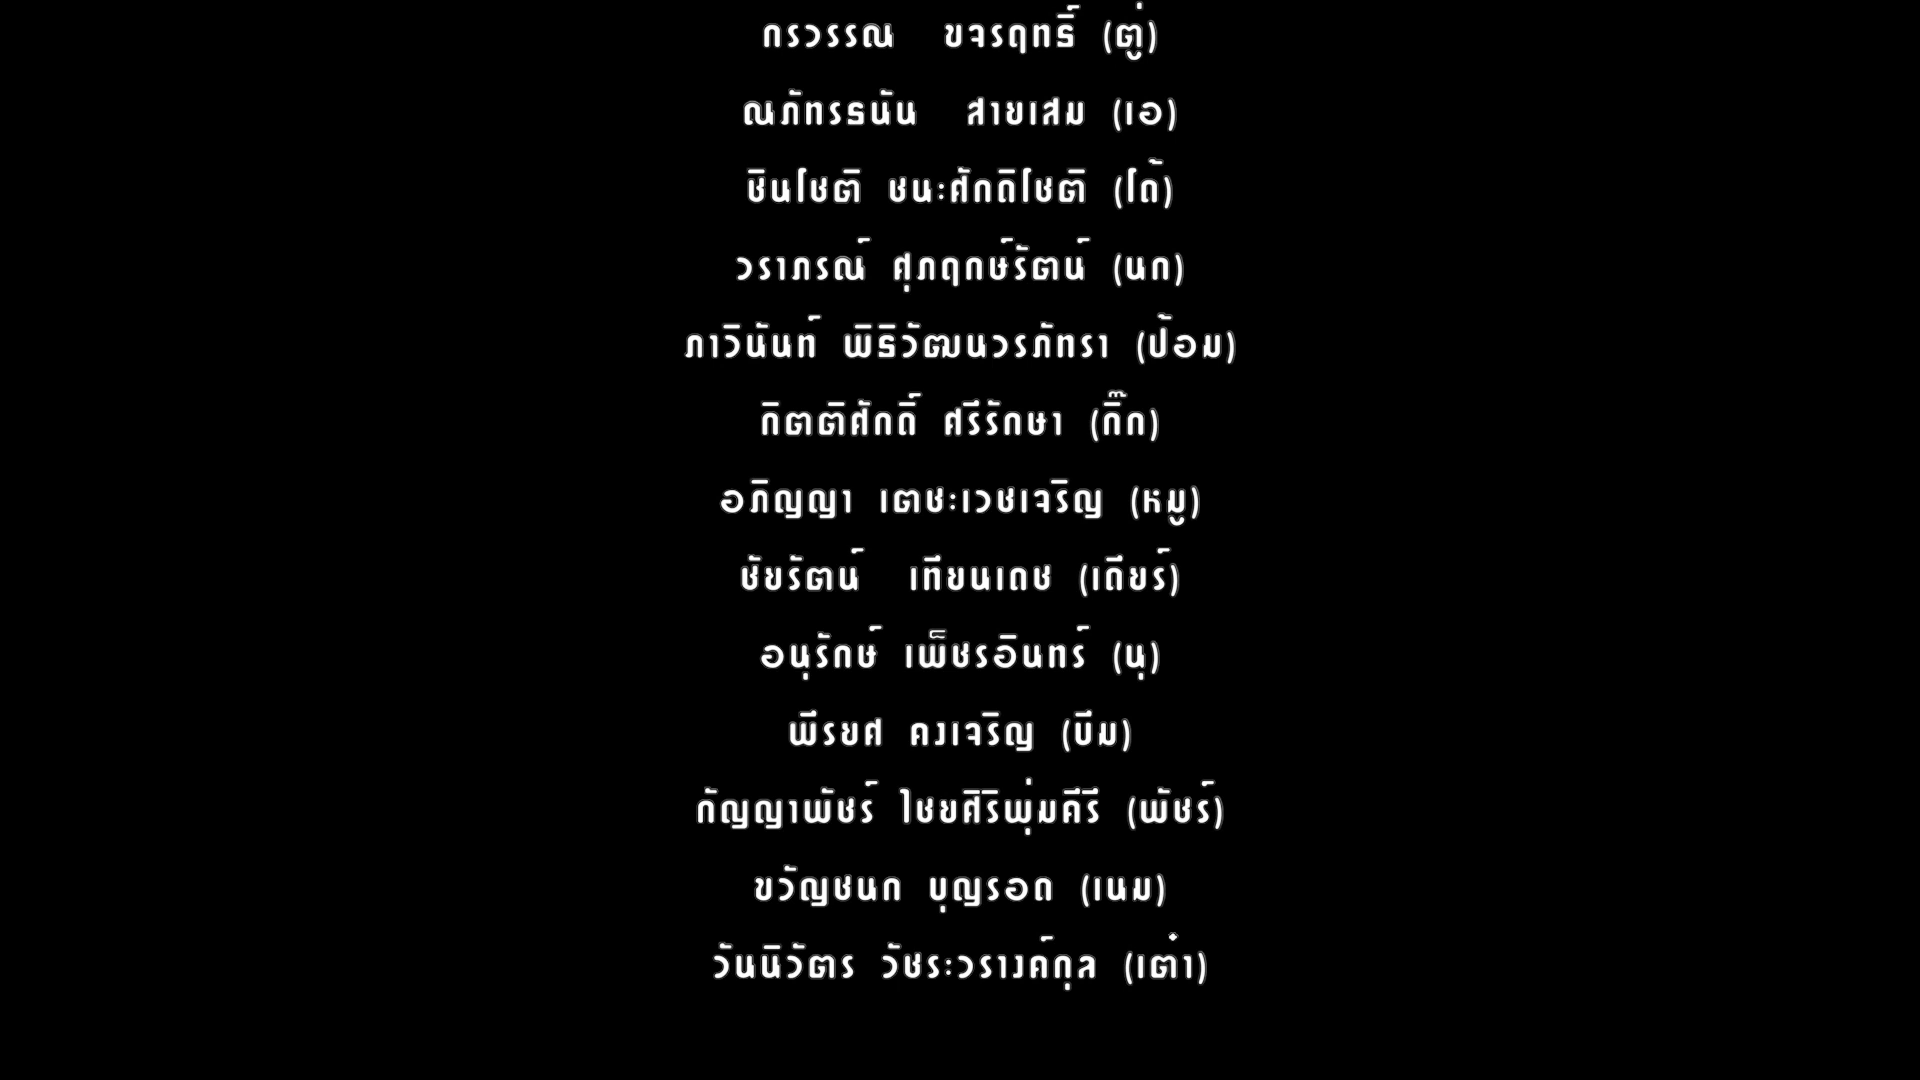 กรวรรณ ขจรฤทธิ์ (ตู่)
ณภัทรธนัน สายเสม (เอ)
ชินโชติ ชนะศักดิโชติ (โด้)
วราภรณ์ ศุภฤกษ์รัตน์ (นก)
ภาวินันท์ พิธิวัฒนวรภัทรา (ป้อม)
กิตติศักดิ์ ศรีรักษา (กิ๊ก)
อภิญญา เตชะเวชเจริญ (หมู)
ชัยรัตน์ เทียนเดช (เดียร์)
อนุรักษ์ เพ็ชรอินทร์ (นุ)
พีรยศ คงเจริญ (บีม)
กัญญาพัชร์ ไชยศิริพุ่มคีรี (พัชร์)
ขวัญชนก บุญรอด (เนม)
วันนิวัตร วัชระวรางค์กุล (เต๋า)